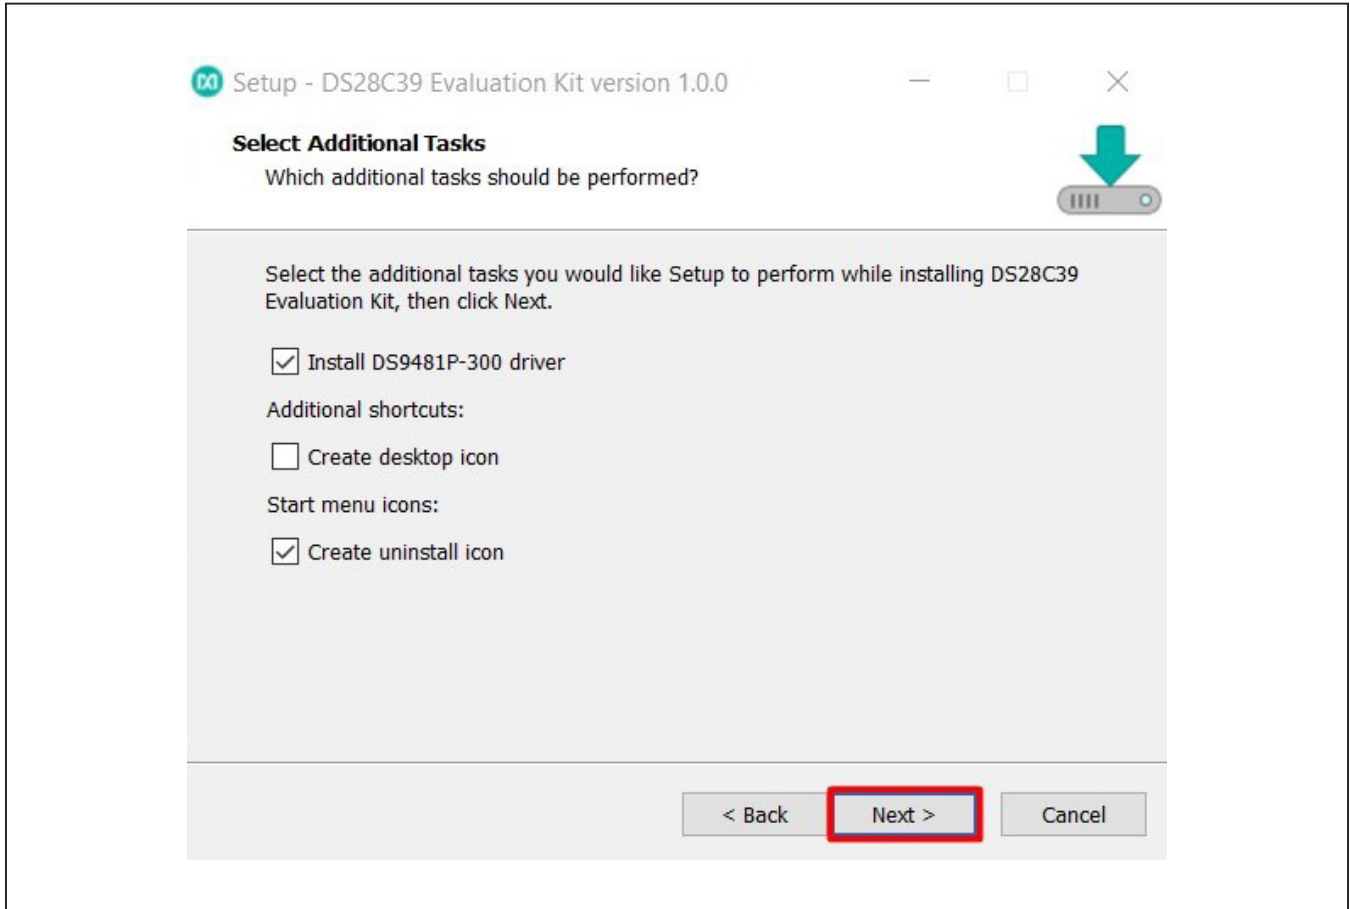 Setup - DS28C39 Evaluation Kit version 1.0.0
Select Additional Tasks
Which additional tasks should be performed?
Select the additional tasks you would like Setup to perform while installing DS28C39
Evaluation Kit, then click Next.
Install DS9481P-300 driver
Additional shortcuts:
Create desktop icon
Start menu icons:
Create uninstall icon
< Back
Next >
Cancel